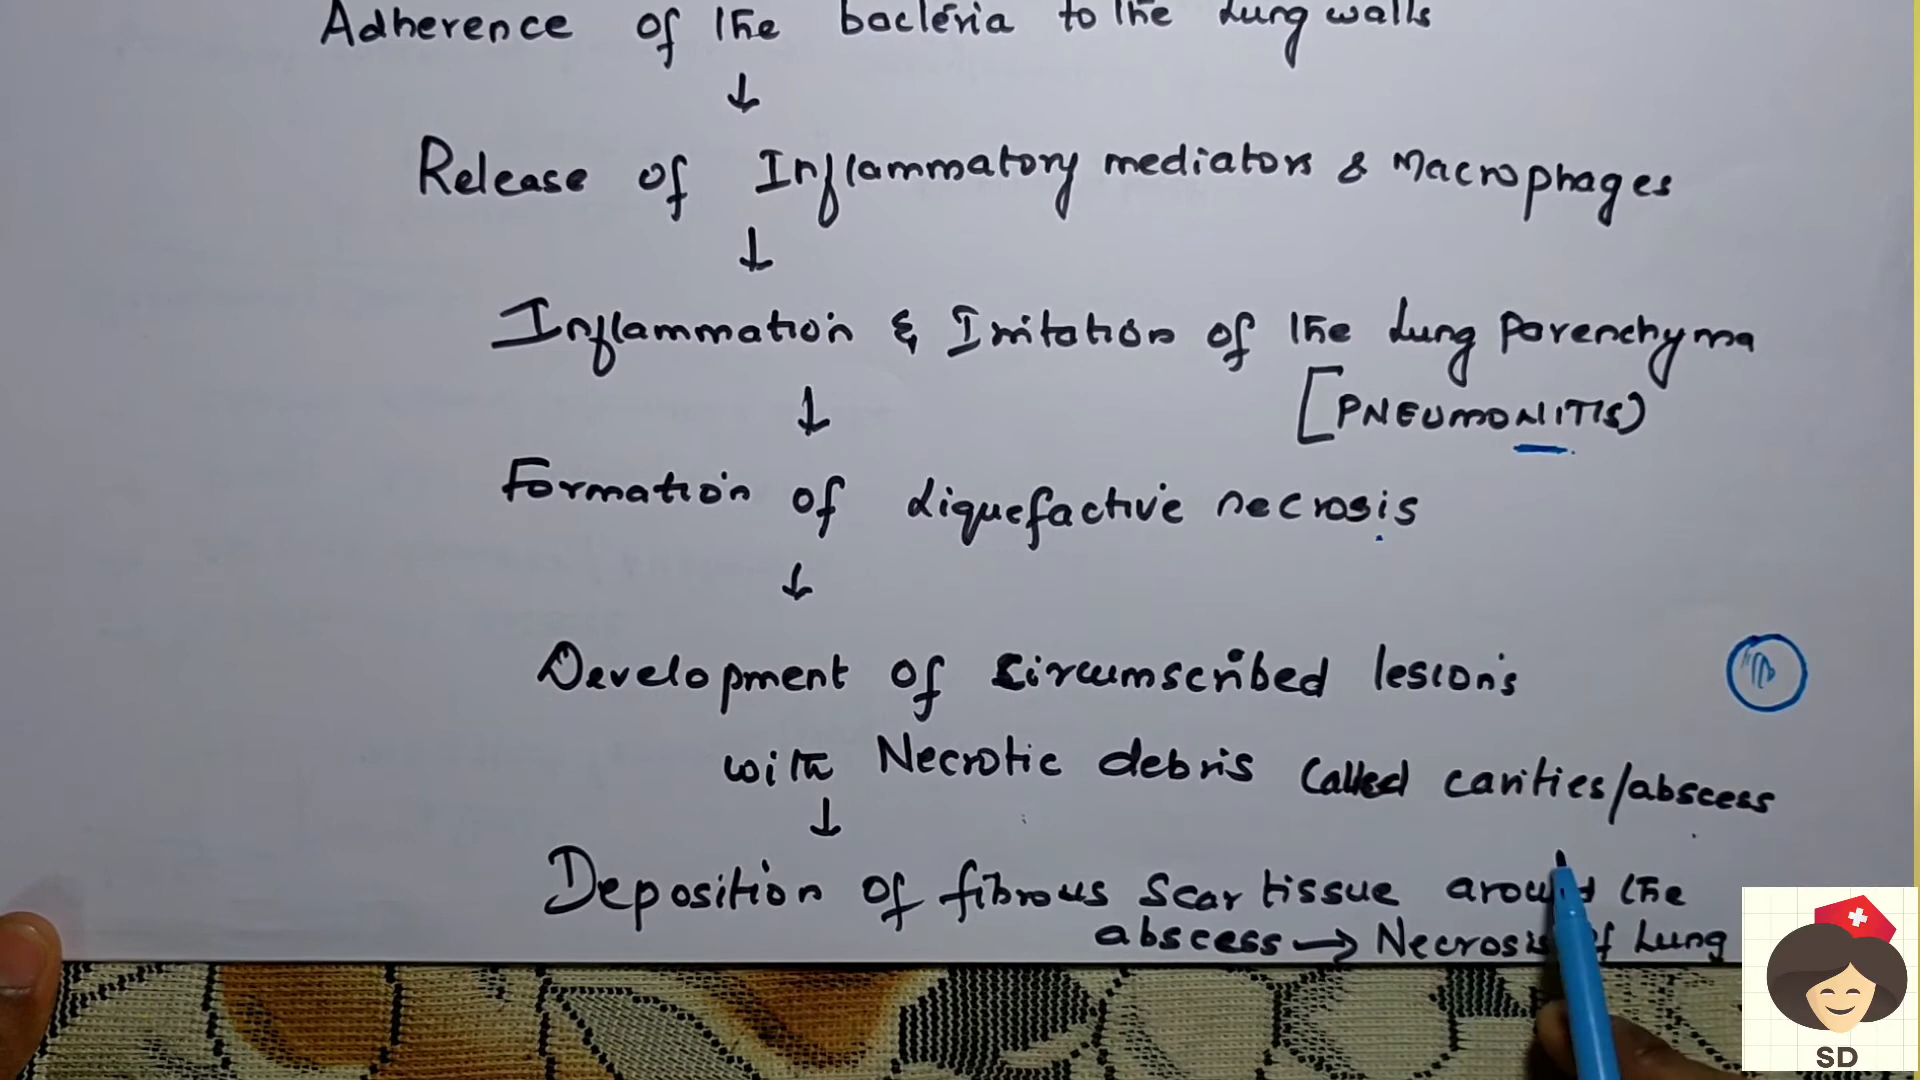 Adherence of the bacteria to the Lung walls
↓
Release of Inflammatory mediators & Macrophages
↓
Inflammation & Irritation of the Lung Parenchyma
[PNEUMONITIS)
↓
Formation of Liquefactive necrosis
↓
Development of circumscribed lesions
with Necrotic debris called cavities/abscess
↓
Deposition of fibrous scar tissue around the
abscess → Necrosis of Lung
SD